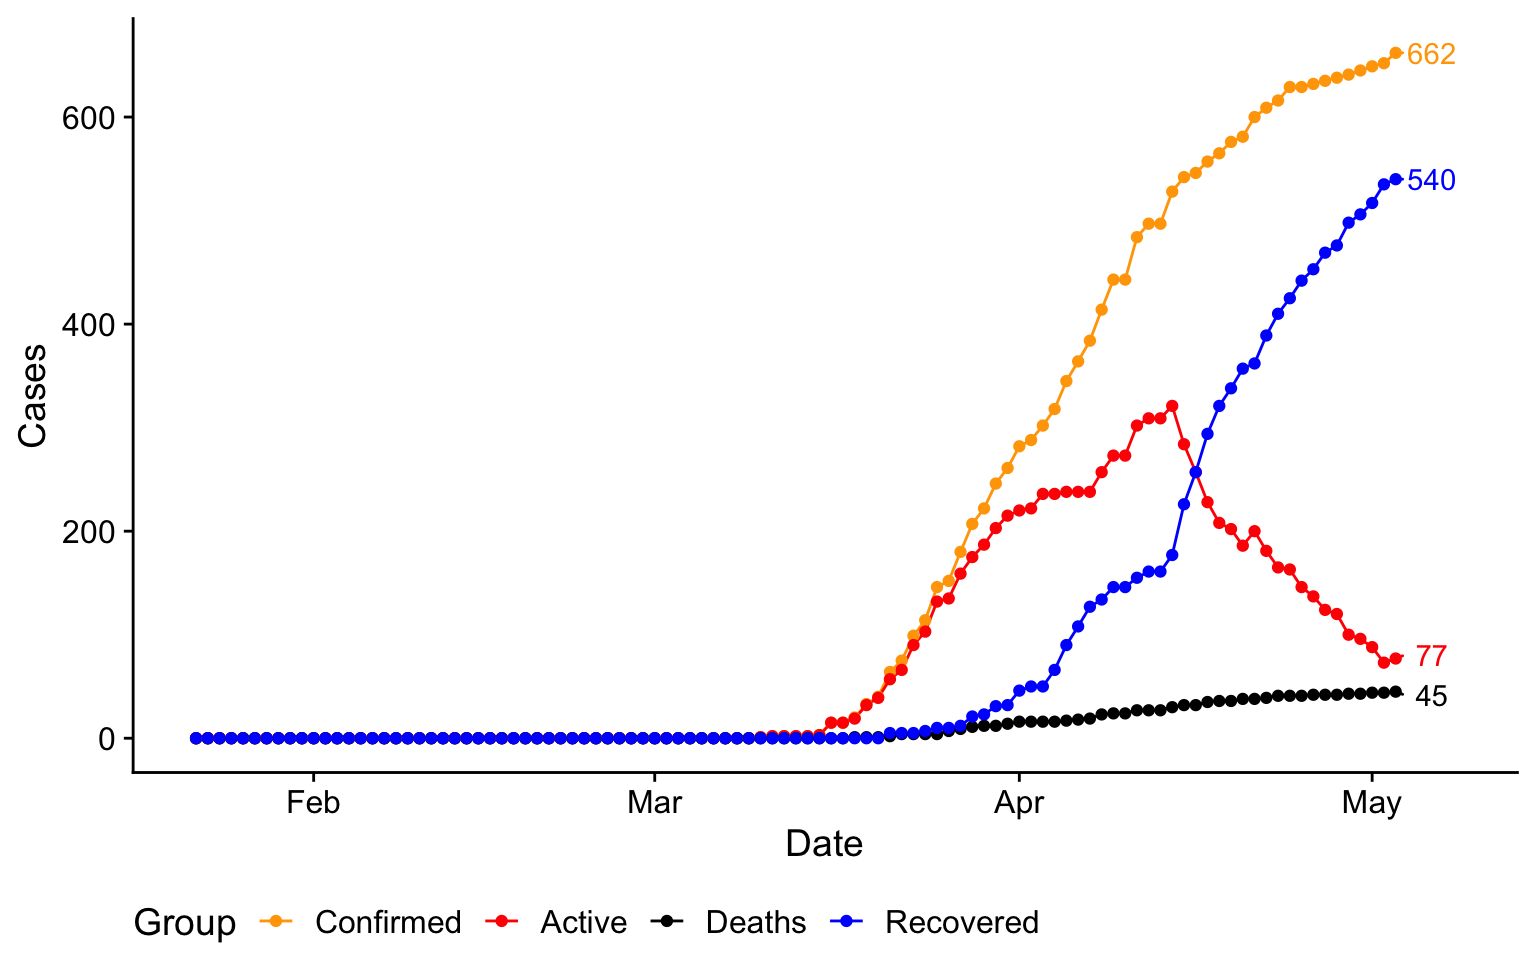 662
600
540
400
Cases
200
77
45
0
Feb Mar Apr May
Date
Group Confirmed Active Deaths Recovered